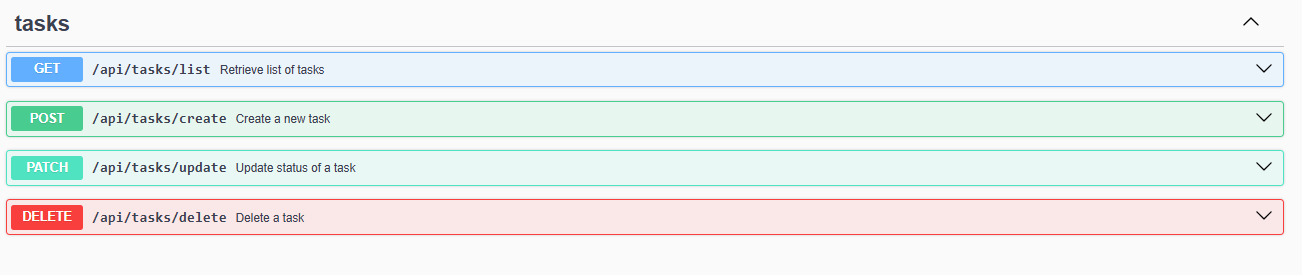 tasks
GET /api/tasks/list Retrieve list of tasks
POST /api/tasks/create Create a new task
PATCH /api/tasks/update Update status of a task
DELETE /api/tasks/delete Delete a task